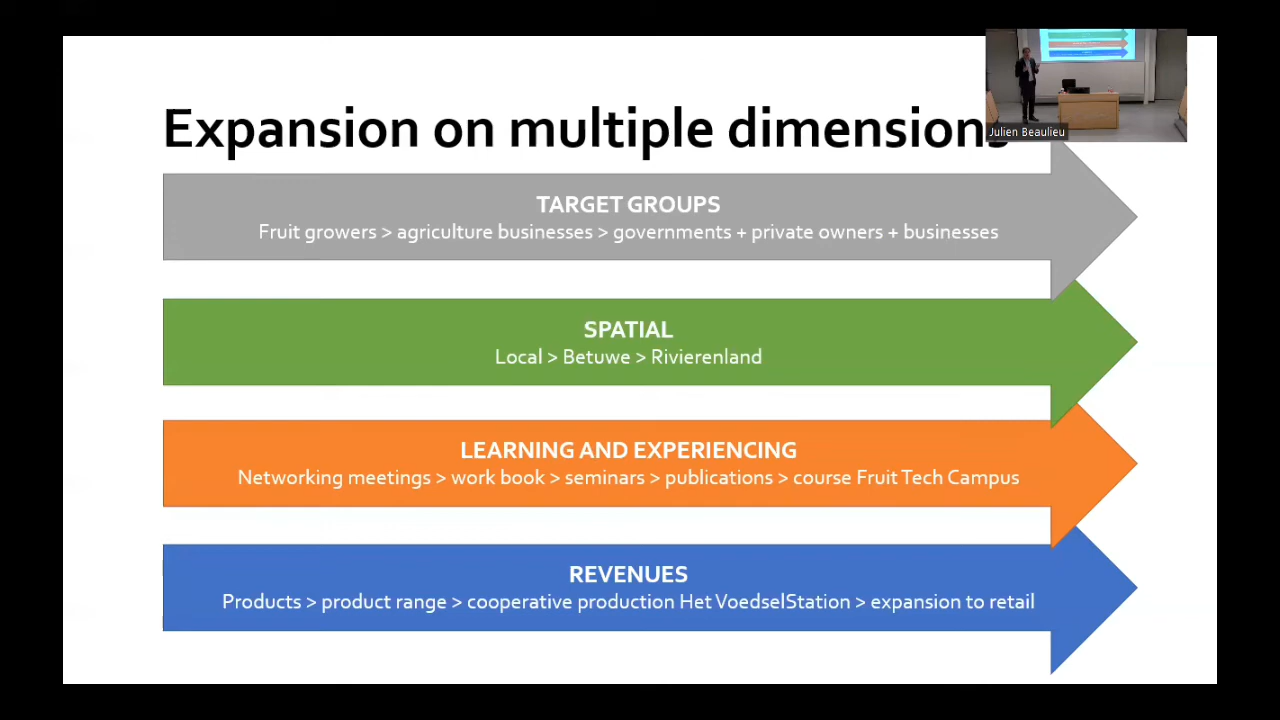 Expansion on multiple dimensions
Julien Beaulieu
TARGET GROUPS
Fruit growers > agriculture businesses > governments + private owners + businesses
SPATIAL
Local > Betuwe > Rivierenland
LEARNING AND EXPERIENCING
Networking meetings > work book > seminars > publications > course Fruit Tech Campus
REVENUES
Products > product range > cooperative production Het VoedselStation > expansion to retail